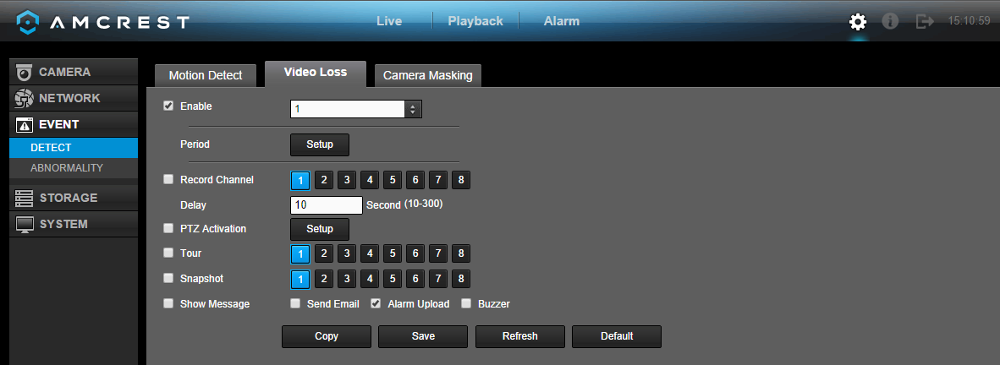 AMCREST Live Playback Alarm 15:10:59
CAMERA
NETWORK
EVENT
DETECT
ABNORMALITY
STORAGE
SYSTEM
Motion Detect Video Loss Camera Masking
Enable 1
Period Setup
Record Channel 1 2 3 4 5 6 7 8
Delay 10 Second (10-300)
PTZ Activation Setup
Tour 1 2 3 4 5 6 7 8
Snapshot 1 2 3 4 5 6 7 8
Show Message Send Email Alarm Upload Buzzer
Copy Save Refresh Default